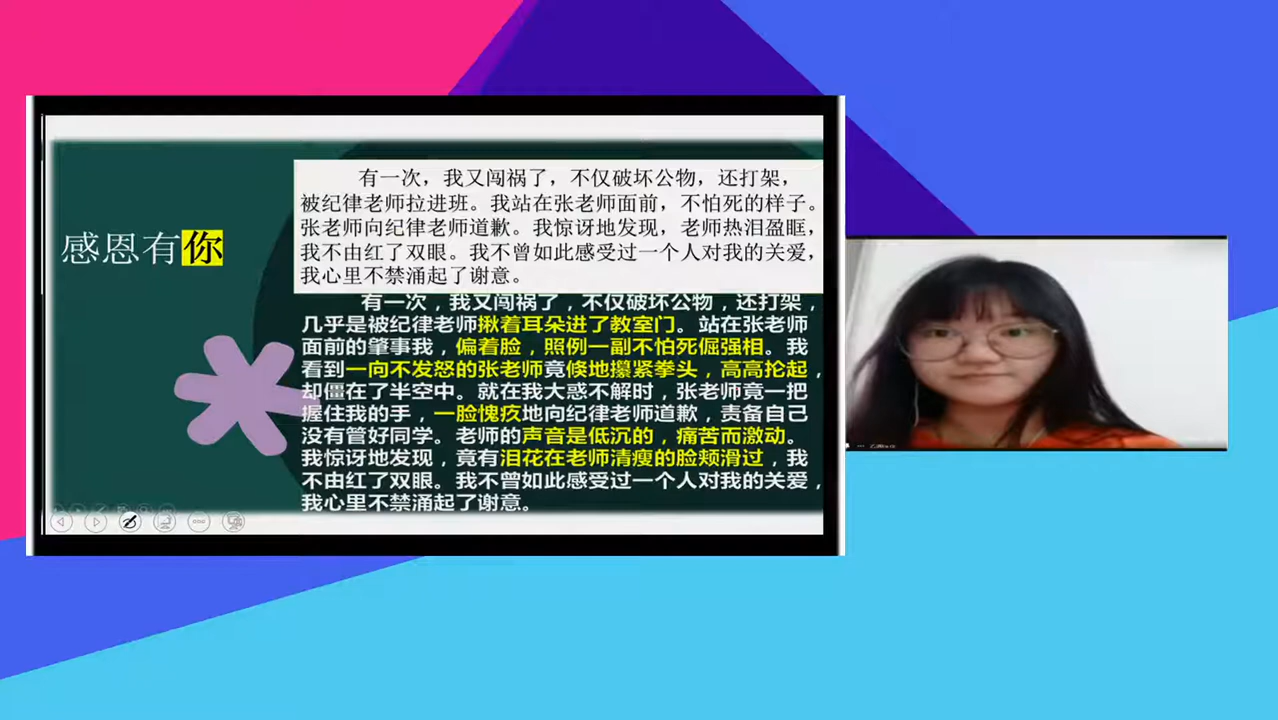 感恩有你
有一次，我又闯祸了，不仅破坏公物，还打架，
被纪律老师拉进班。我站在张老师面前，不怕死的样子。
张老师向纪律老师道歉。我惊讶地发现，老师热泪盈眶，
我不由红了双眼。我不曾如此感受过一个人对我的关爱，
我心里不禁涌起了谢意。
有一次，我又闯祸了，不仅破坏公物，还打架，
几乎是被纪律老师揪着耳朵进了教室门。站在张老师
面前的肇事我，偏着脸，照例一副不怕死倔强相。我
看到一向不发怒的张老师竟倏地攥紧拳头，高高抡起，
却僵在了半空中。就在我大惑不解时，张老师竟一把
握住我的手，一脸愧疚地向纪律老师道歉，责备自己
没有管好同学。老师的声音是低沉的，痛苦而激动。
我惊讶地发现，竟有泪花在老师清瘦的脸颊滑过，我
不由红了双眼。我不曾如此感受过一个人对我的关爱，
我心里不禁涌起了谢意。